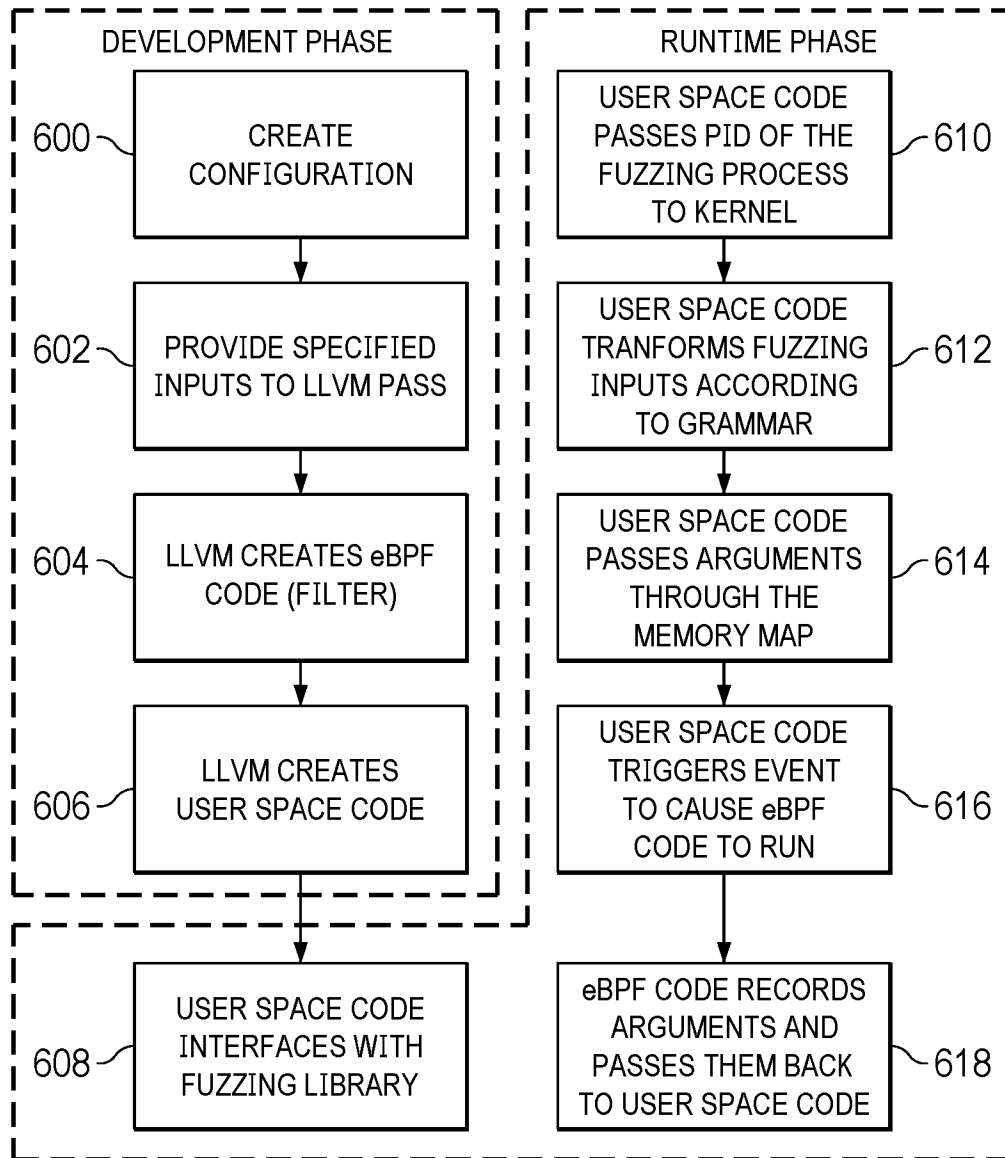 DEVELOPMENT PHASE
600
CREATE
CONFIGURATION
602
PROVIDE SPECIFIED
INPUTS TO LLVM PASS
604
LLVM CREATES eBPF
CODE (FILTER)
606
LLVM CREATES
USER SPACE CODE
608
USER SPACE CODE
INTERFACES WITH
FUZZING LIBRARY
RUNTIME PHASE
USER SPACE CODE
PASSES PID OF THE
FUZZING PROCESS
TO KERNEL
610
USER SPACE CODE
TRANFORMS FUZZING
INPUTS ACCORDING
TO GRAMMAR
612
USER SPACE CODE
PASSES ARGUMENTS
THROUGH THE
MEMORY MAP
614
USER SPACE CODE
TRIGGERS EVENT
TO CAUSE eBPF
CODE TO RUN
616
eBPF CODE RECORDS
ARGUMENTS AND
PASSES THEM BACK
TO USER SPACE CODE
618